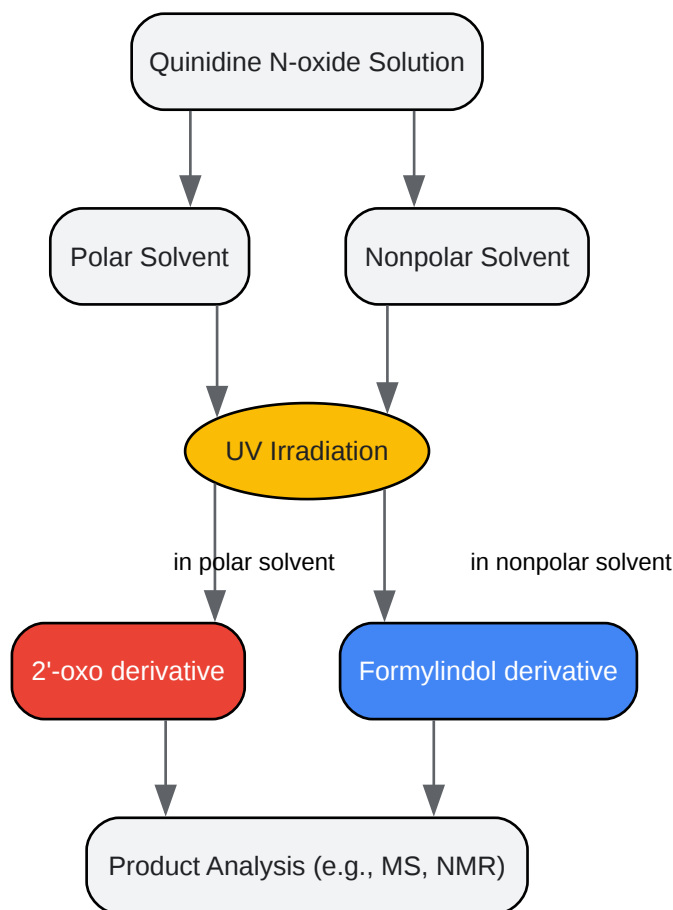 Quinidine N-oxide Solution
Polar Solvent
Nonpolar Solvent
UV Irradiation
in polar solvent
in nonpolar solvent
2'-oxo derivative
Formylindol derivative
Product Analysis (e.g., MS, NMR)